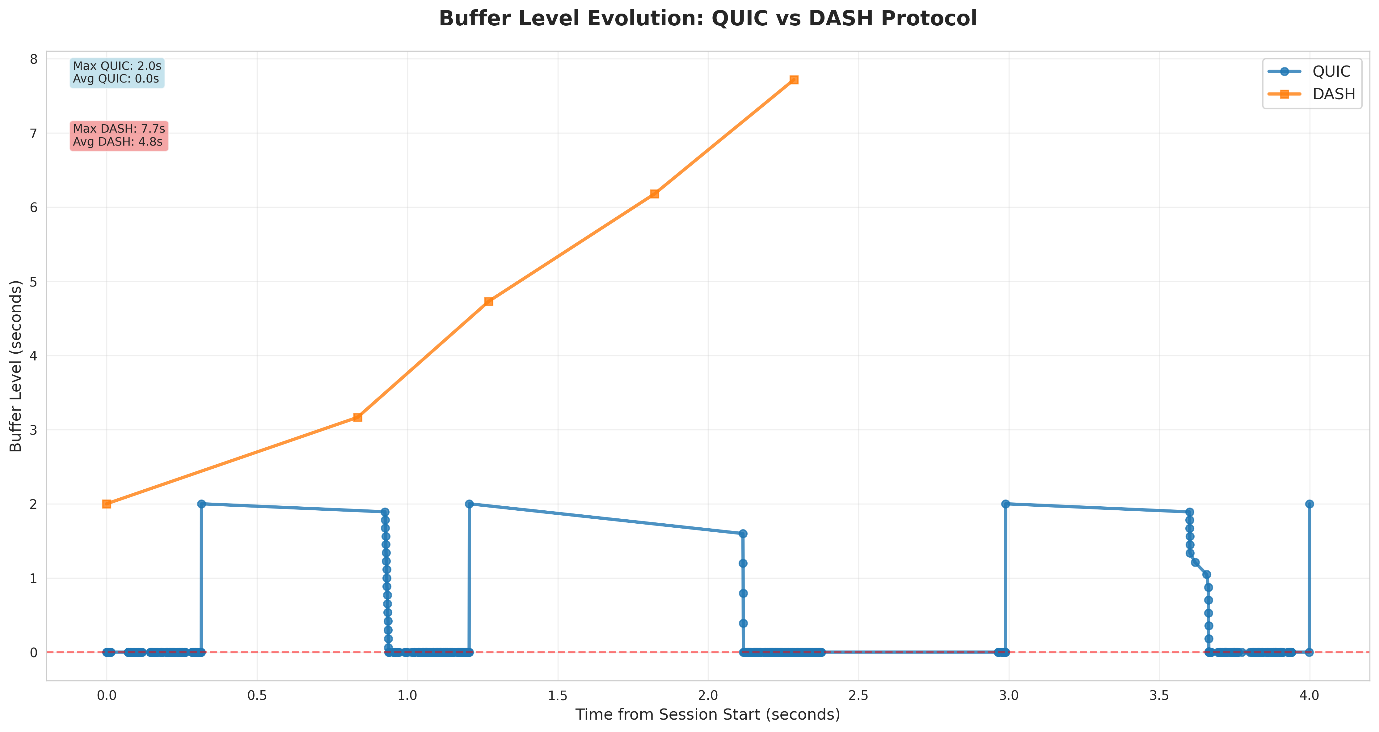 Buffer Level Evolution: QUIC vs DASH Protocol
Max QUIC: 2.0s
Avg QUIC: 0.0s
Max DASH: 7.7s
Avg DASH: 4.8s
QUIC
DASH
Buffer Level (seconds)
8
7
6
5
4
3
2
1
0
0.0
0.5
1.0
1.5
2.0
2.5
3.0
3.5
4.0
Time from Session Start (seconds)